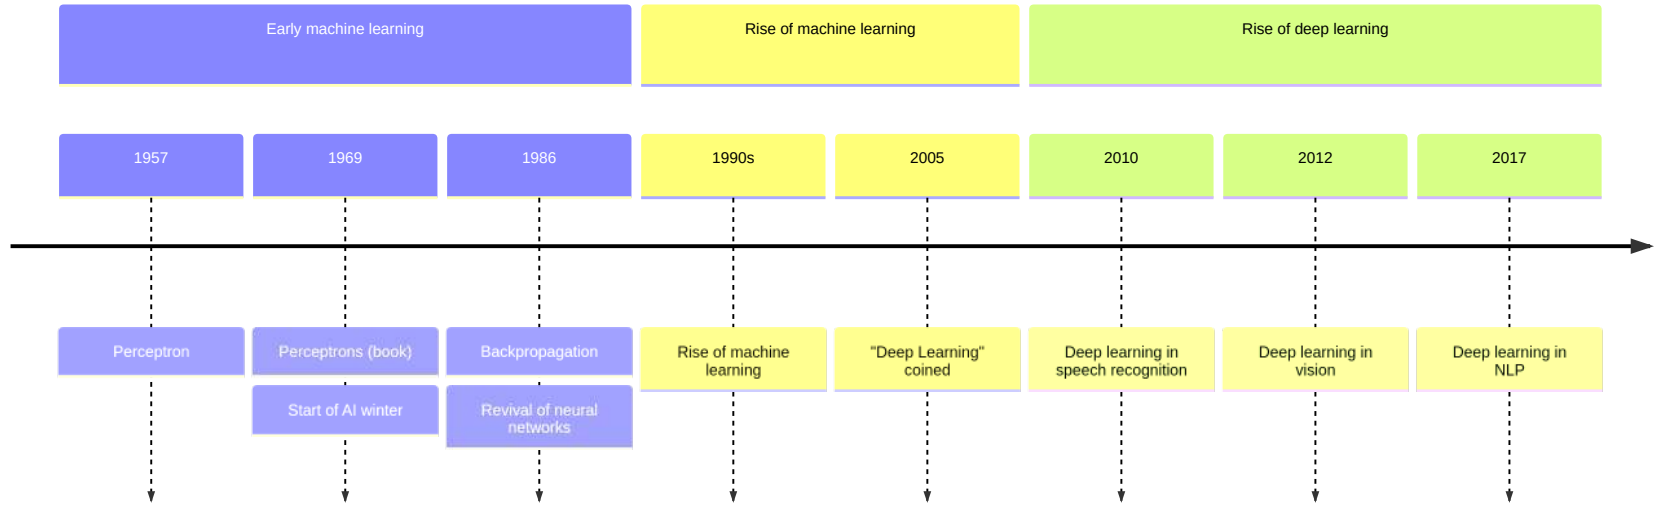 Early machine learning
Rise of machine learning
Rise of deep learning
1957
1969
1986
1990s
2005
2010
2012
2017
Perceptron
Perceptrons (book)
Start of AI winter
Backpropagation
Revival of neural
networks
Rise of machine
learning
"Deep Learning"
coined
Deep learning in
speech recognition
Deep learning in
vision
Deep learning in
NLP